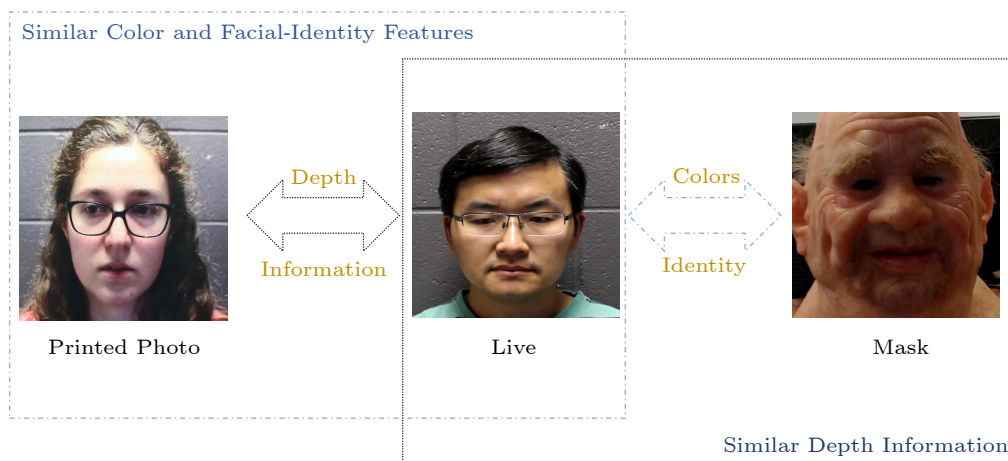 Similar Color and Facial-Identity Features
Depth
Information
Colors
Identity
Printed Photo
Live
Mask
Similar Depth Information